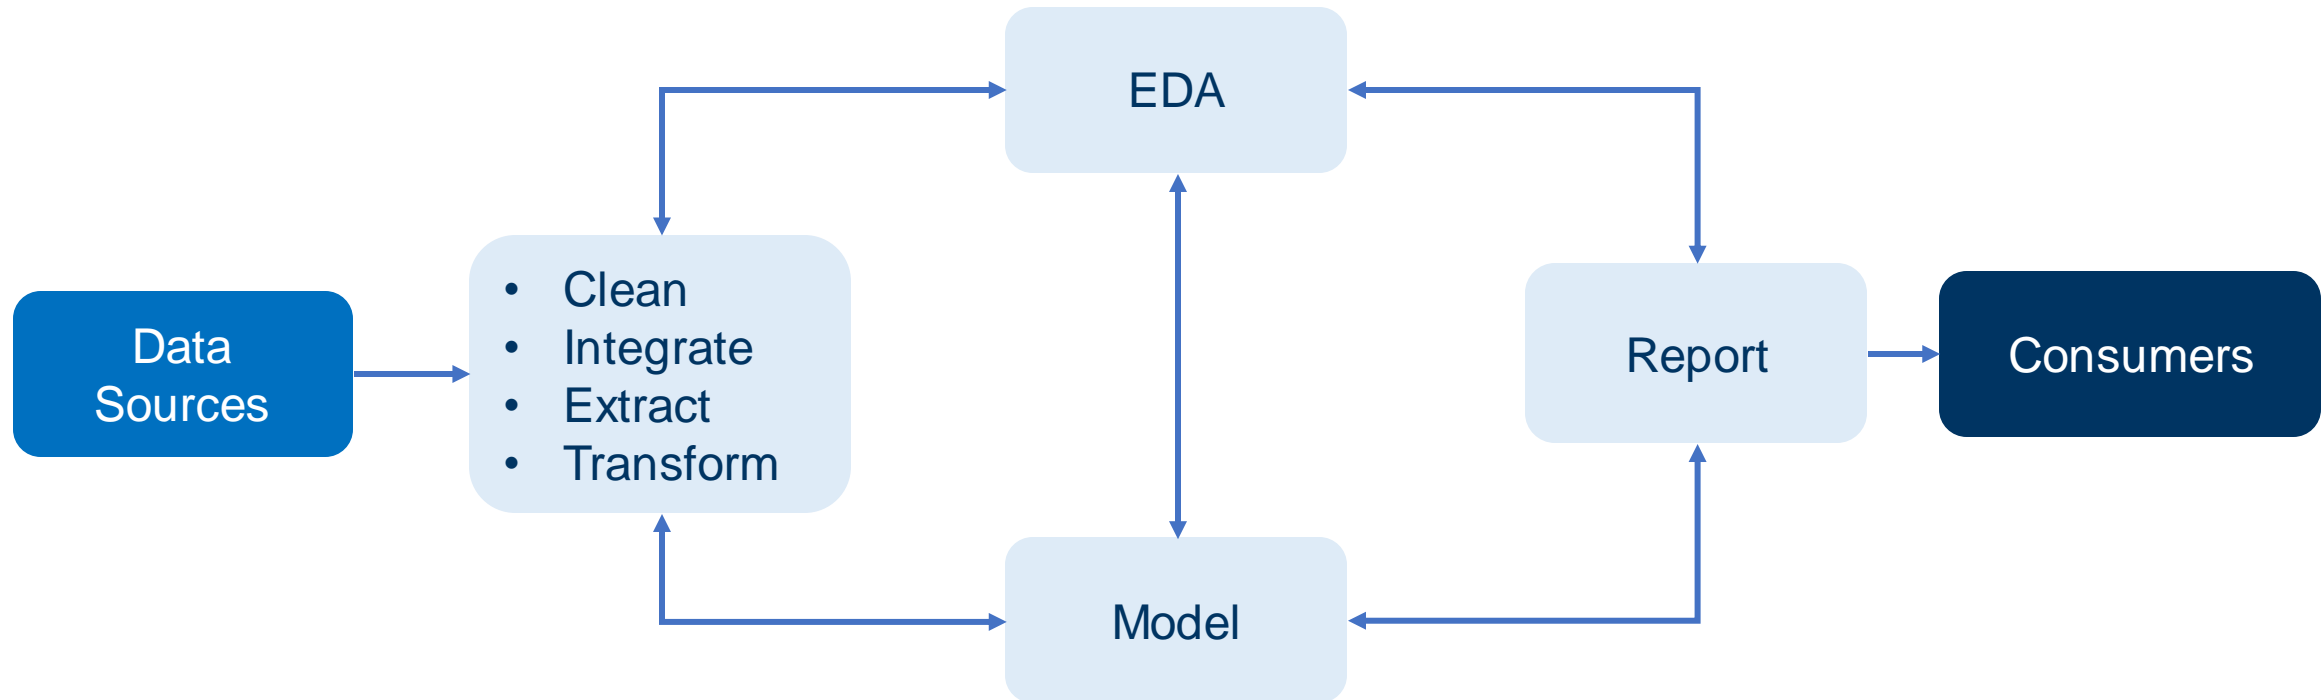 EDA
Data
Sources
• Clean
• Integrate
• Extract
• Transform
Report
Consumers
Model